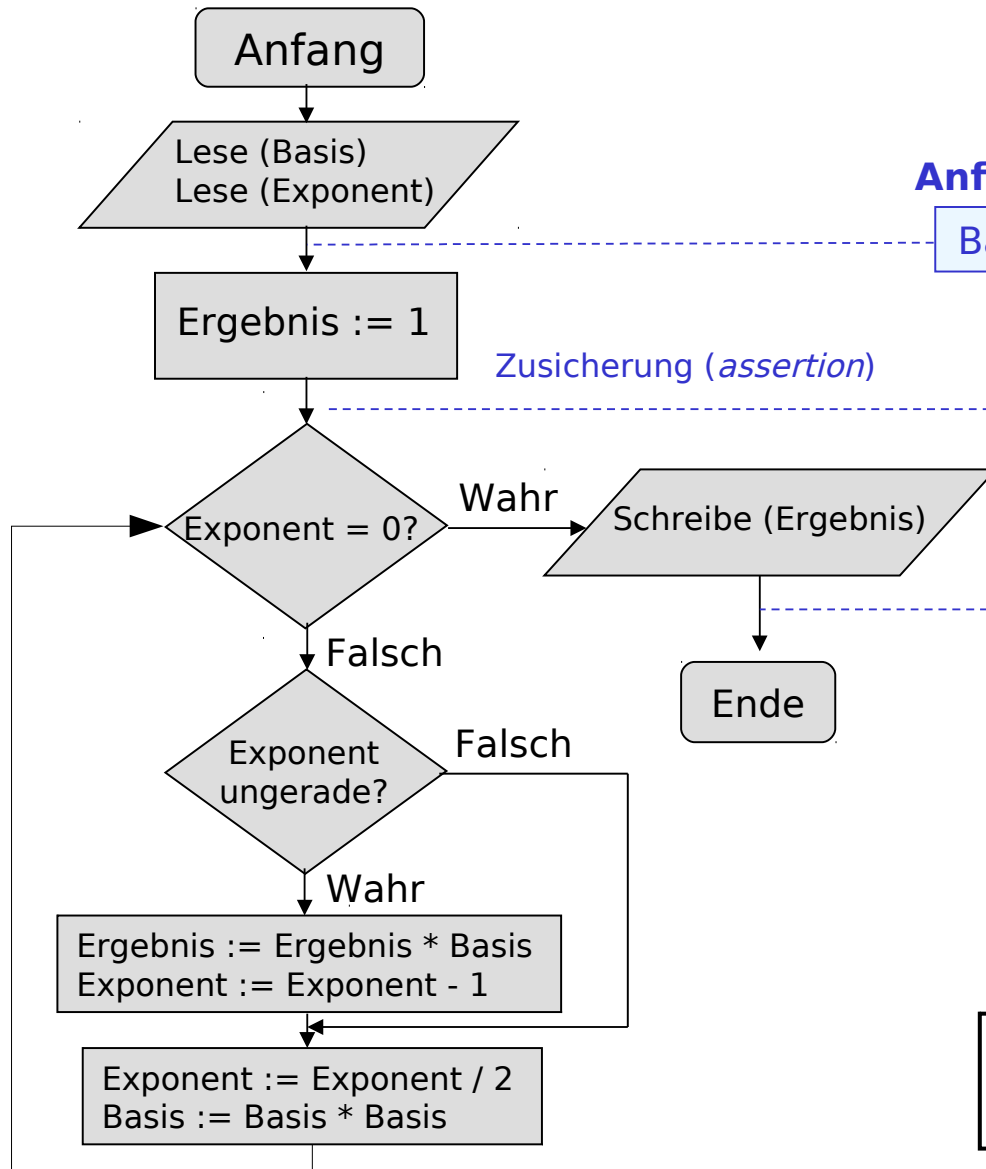 Anfang
Lese (Basis)
Lese (Exponent)
Ergebnis := 1
Zusicherung (assertion)
Exponent = 0?
Wahr
Schreibe (Ergebnis)
Falsch
Ende
Exponent
ungerade?
Falsch
Wahr
Ergebnis := Ergebnis * Basis
Exponent := Exponent - 1
Exponent := Exponent / 2
Basis := Basis * Basis